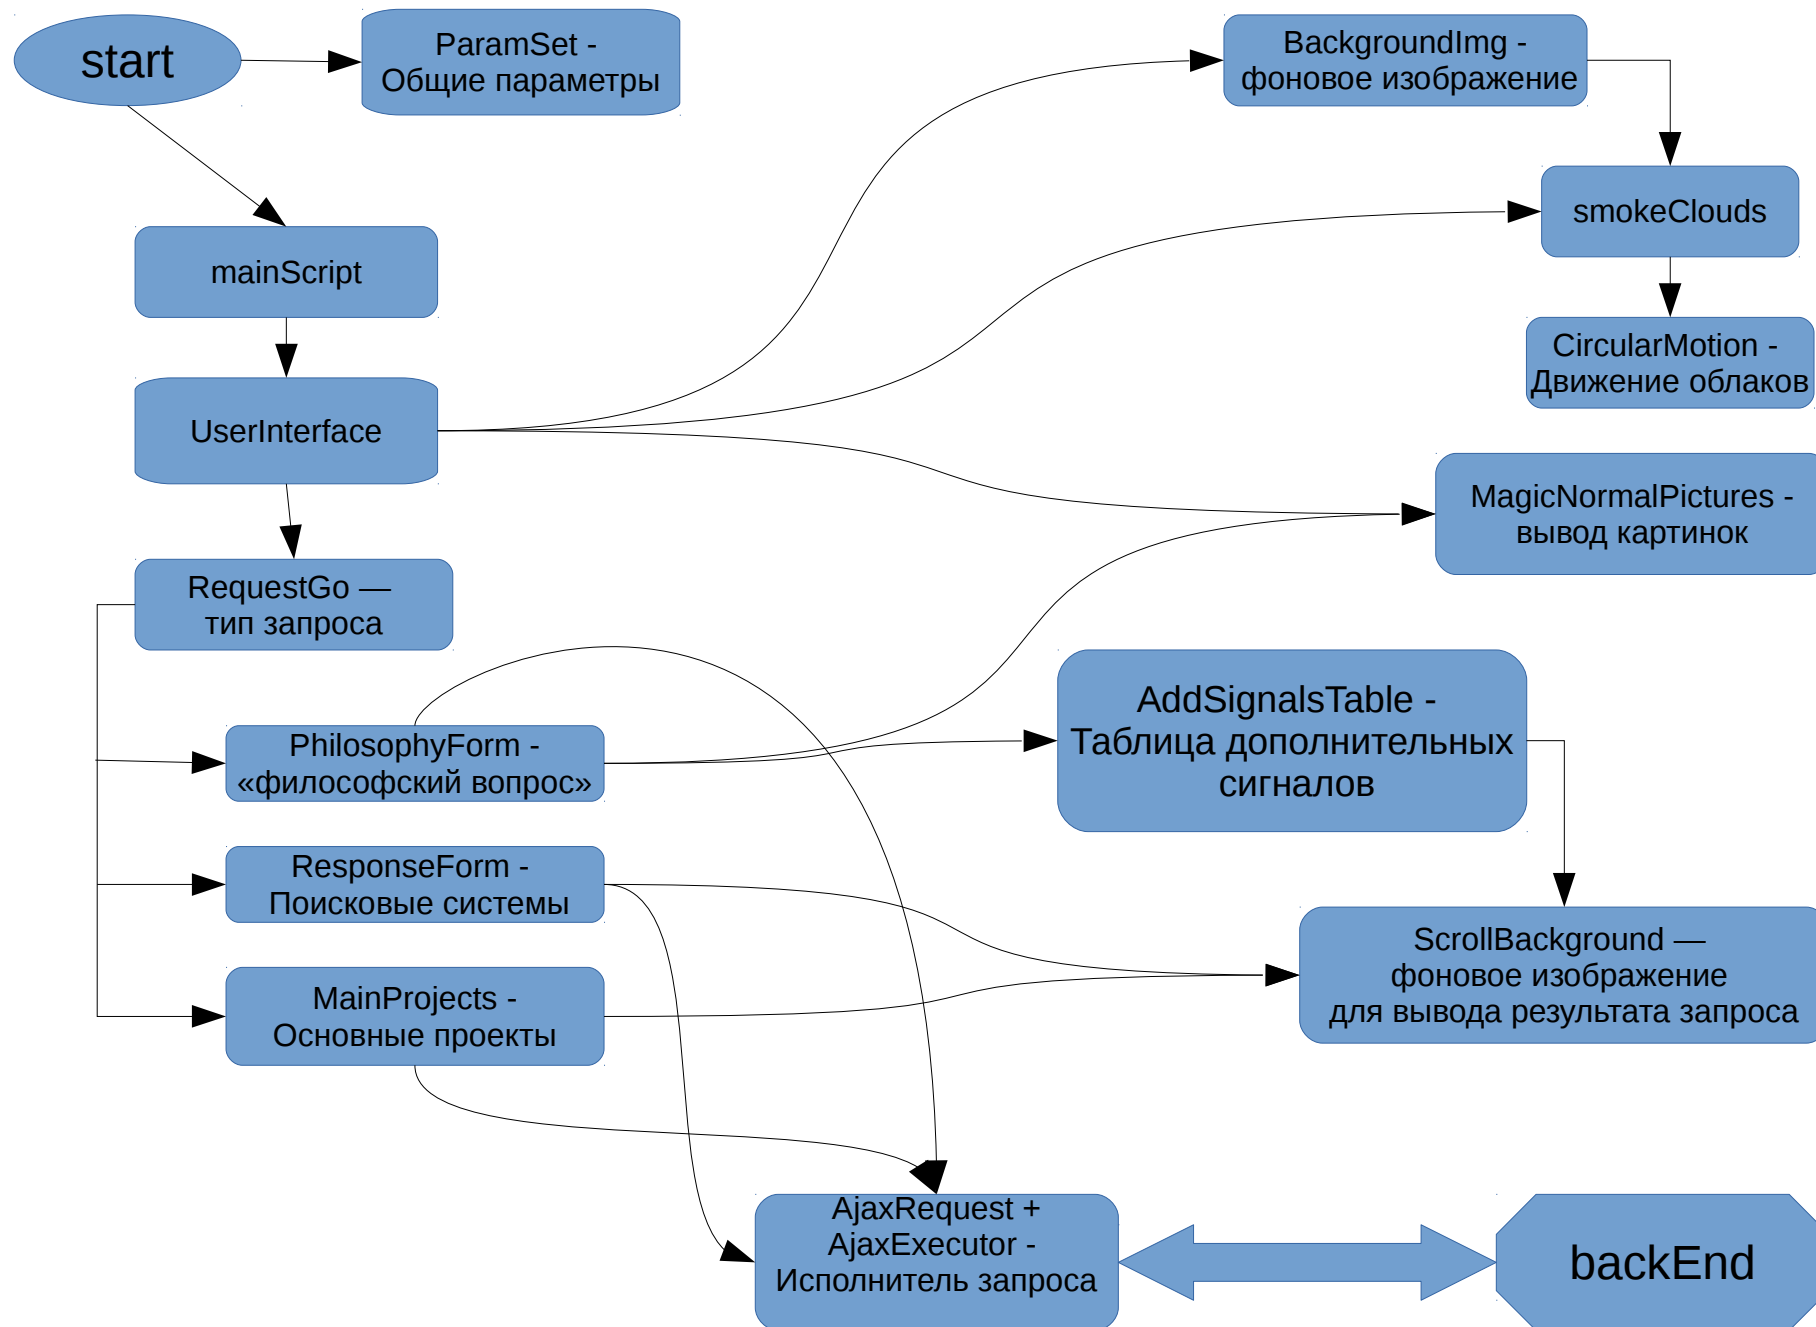 start
ParamSet -
Общие параметры
BackgroundImg -
фоновое изображение
smokeClouds
mainScript
CircularMotion -
Движение облаков
UserInterface
MagicNormalPictures -
вывод картинок
RequestGo —
тип запроса
AddSignalsTable -
Таблица дополнительных
сигналов
PhilosophyForm -
«философский вопрос»
ResponseForm -
Поисковые системы
ScrollBackground —
фоновое изображение
для вывода результата запроса
MainProjects -
Основные проекты
AjaxRequest +
AjaxExecutor -
Исполнитель запроса
backEnd